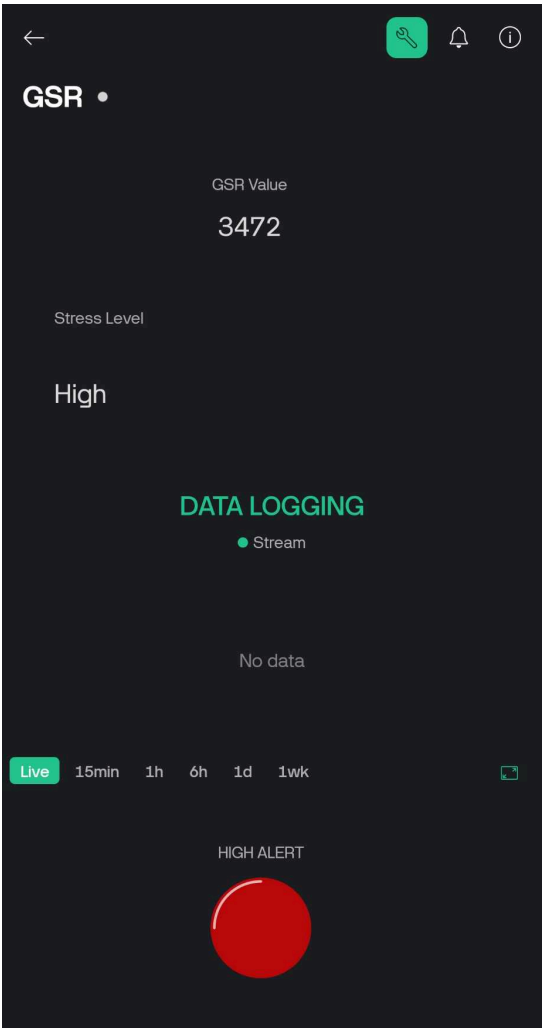 GSR
GSR Value
3472
Stress Level
High
DATA LOGGING
Stream
No data
Live 15min 1h 6h 1d 1wk
HIGH ALERT